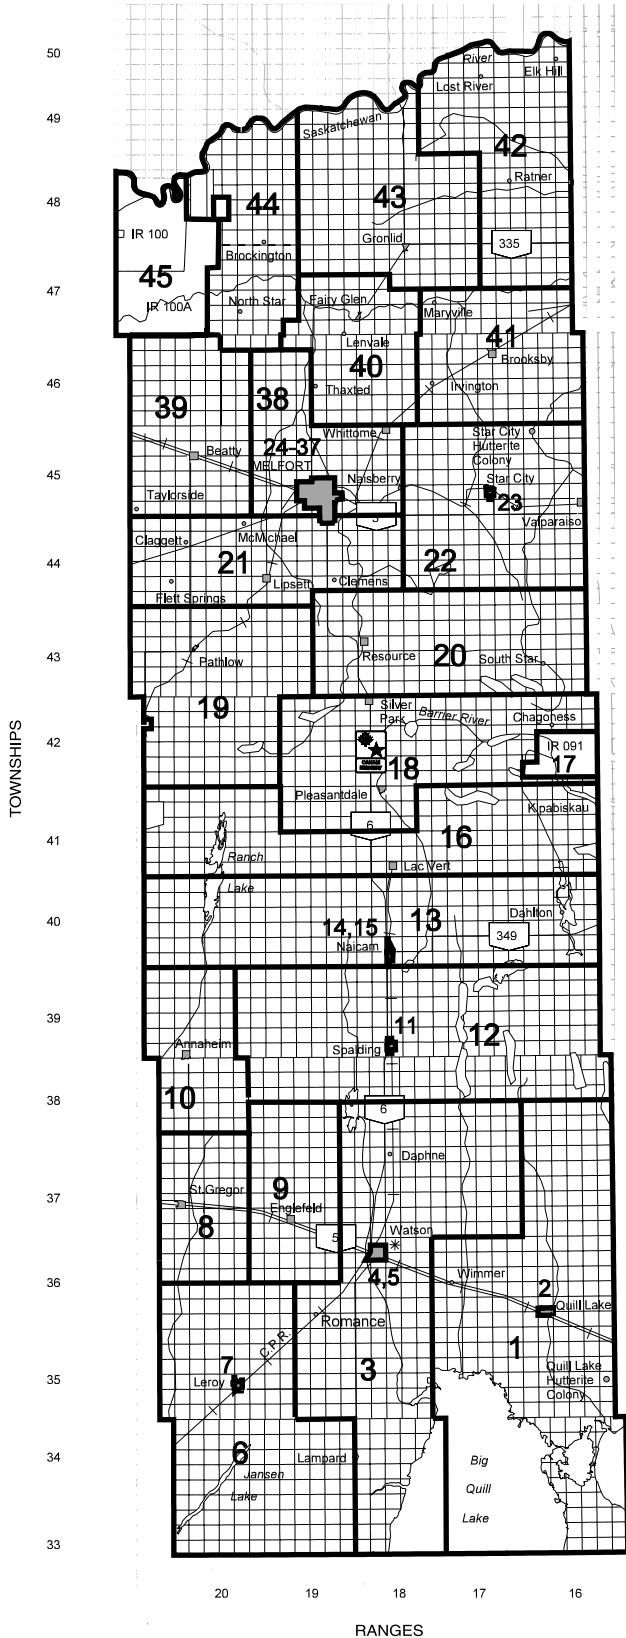 50
River
Elk Hill
Lost River
49
Saskatchewan
42
Ratner
48
44
43
IR 100
Gronlid
335
Brockington
45
47
IR 100A
North Star
Fairy Glen
Maryville
41
Lenvale
40
Brooksby
46
38
Thaxted
Irvington
39
Whittome
Star City
Hutterite
Colony
24-37
Beatty
MELFORT
45
Naisberry
Star City
23
Taylorside
Valparaiso
3
McMichael
Claggett
44
21
22
Lipsett
Clemens
Flett Springs
43
Resource
20
South Star
Pathlow
19
Silver
Park
Barrier River
Chagoness
TOWNSHIPS
42
IR 091
17
18
CANAM
HIGHWAY
Pleasantdale
Kipabiskau
6
41
16
Ranch
Lake
Lac Vert
40
13
Dahlton
14,15
349
Naicam
39
11
12
Annaheim
Spalding
10
38
6
Daphne
37
St.Gregor
9
Englefeld
8
Watson
5
36
4,5
Wimmer
2
Quill Lake
Romance
C.P.R.
1
7
3
Quill Lake
Hutterite
Colony
35
Leroy
34
6
Lampard
Big
Quill
Lake
Jansen
Lake
33
20 19 18 17 16
RANGES